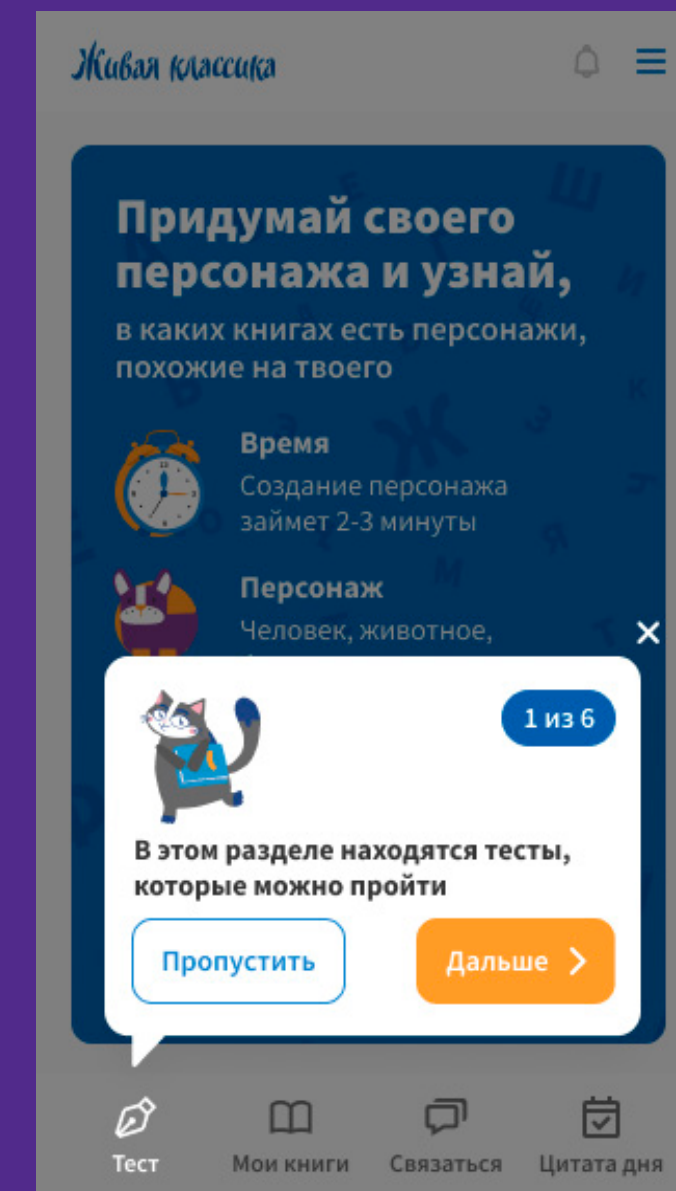 Живая классика
Придумай своего
персонажа и узнай,
в каких книгах есть персонажи,
похожие на твоего
Время
Создание персонажа
займет 2-3 минуты
Персонаж
Человек, животное,
1 из 6
В этом разделе находятся тесты,
которые можно пройти
Пропустить
Дальше
Тест
Мои книги
Связаться
Цитата дня